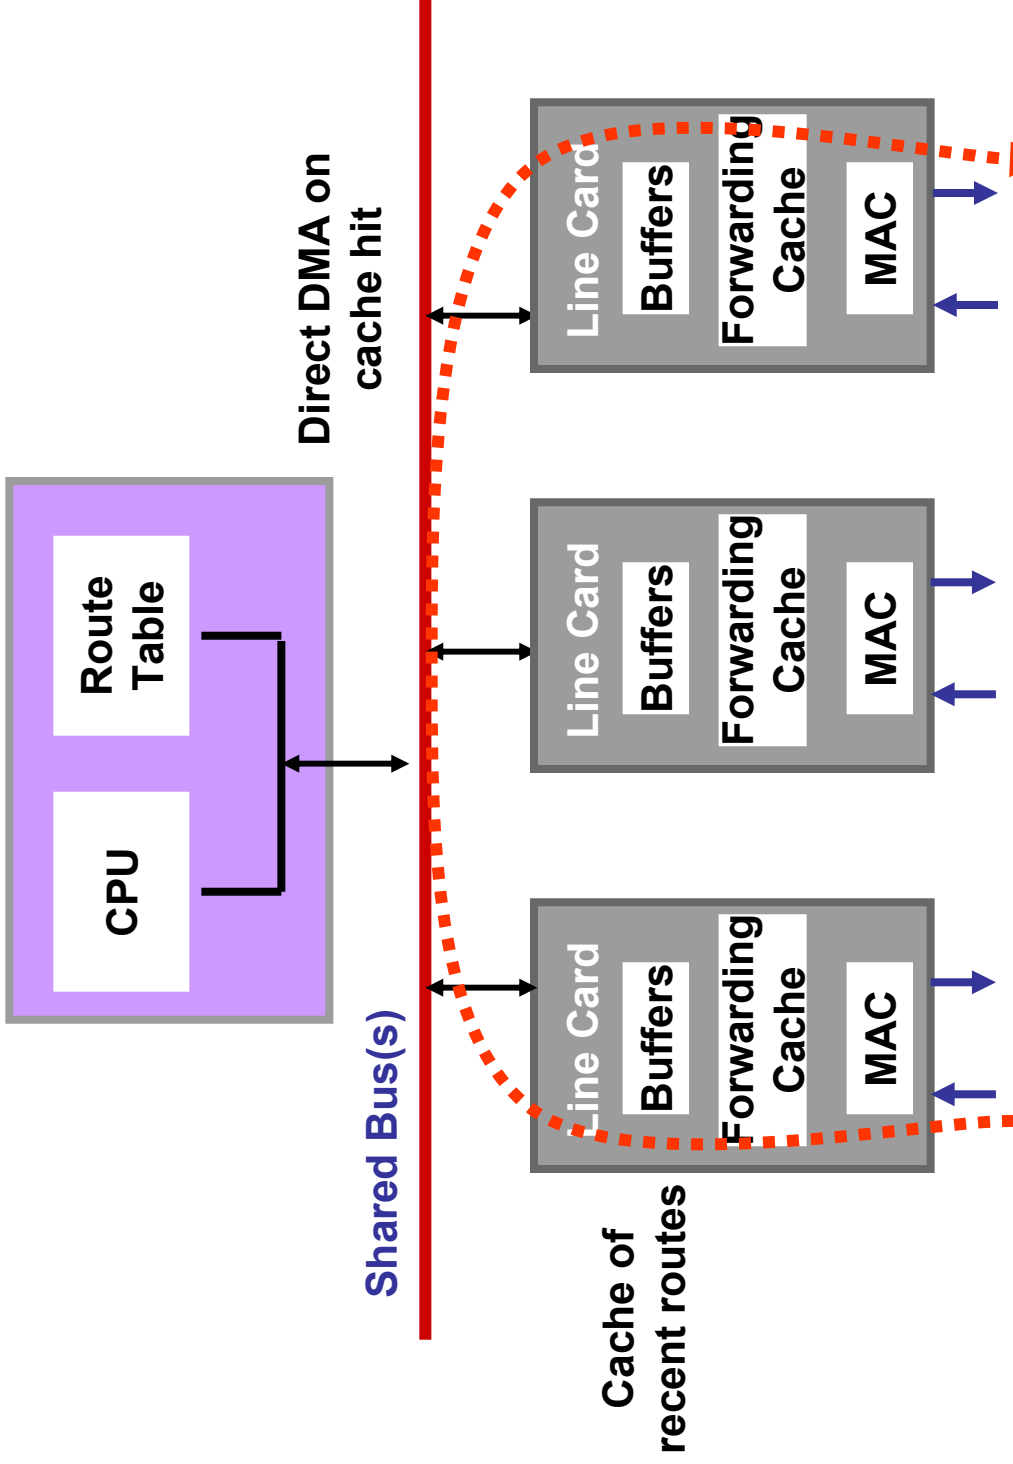 CPU
Route
Table
Direct DMA on
cache hit
Shared Bus(s)
Cache of
recent routes
Line Card
Buffers
Forwarding
Cache
MAC
Line Card
Buffers
Forwarding
Cache
MAC
Line Card
Buffers
Forwarding
Cache
MAC